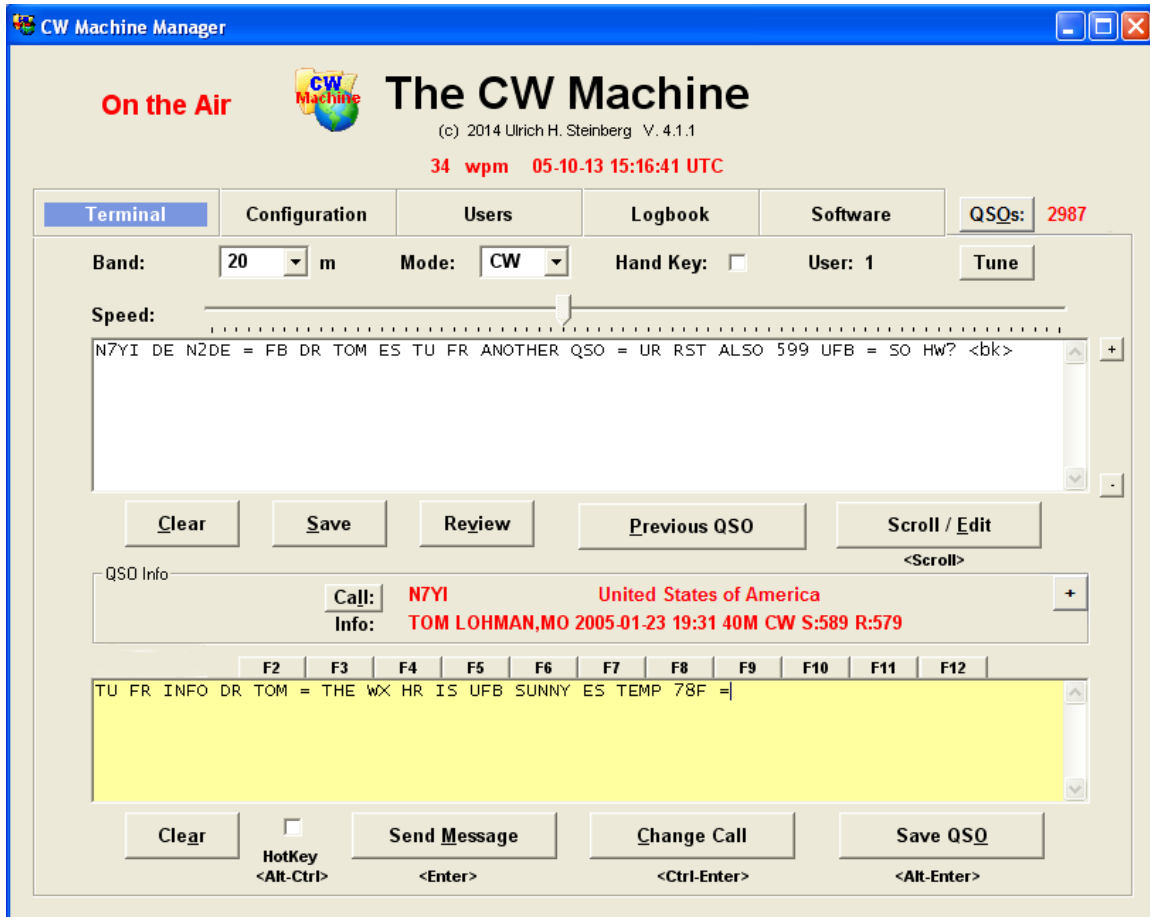 CW Machine Manager
On the Air
CW Machine
The CW Machine
(c) 2014 Ulrich H. Steinberg V. 4.1.1
34 wpm 05-10-13 15:16:41 UTC
Terminal Configuration Users Logbook Software QSOs: 2987
Band: 20 m Mode: CW Hand Key: User: 1 Tune
Speed:
N7YI DE N2DE = FB DR TOM ES TU FR ANOTHER QSO = UR RST ALSO 599 UFB = SO HW? <bk>
+
-
Clear Save Review Previous QSO Scroll / Edit
<Scroll>
QSO Info
Call: N7YI United States of America +
Info: TOM LOHMAN,MO 2005-01-23 19:31 40M CW S:589 R:579
F2 F3 F4 F5 F6 F7 F8 F9 F10 F11 F12
TU FR INFO DR TOM = THE WX HR IS UFB SUNNY ES TEMP 78F =
Clear Send Message Change Call Save QSO
HotKey
<Alt-Ctrl> <Enter> <Ctrl-Enter> <Alt-Enter>